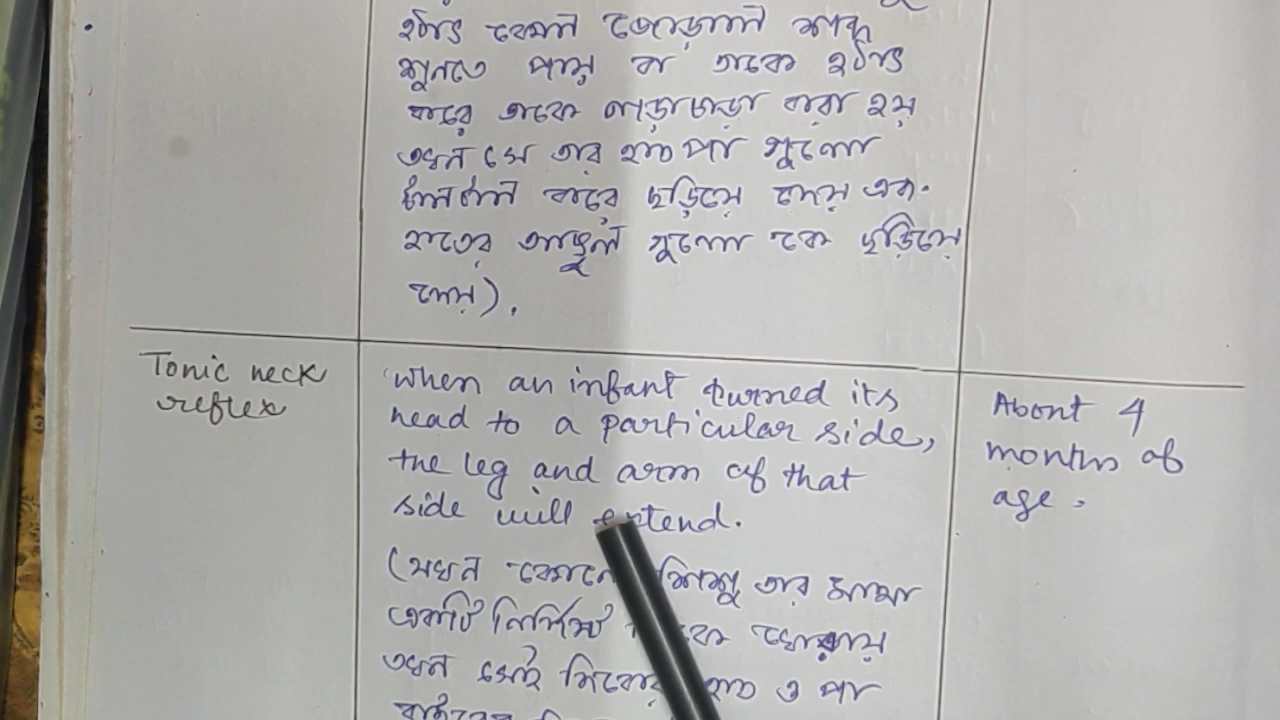 হঠাৎ কোনো জোড়ালো শব্দ
শুনতে পায় বা তাকে হঠাৎ
করে তাকে নাড়াচাড়া করা হয়
তখন সে তার হাত পা গুলো
টানটান করে ছড়িয়ে দেয় এবং
হাতের আঙুল গুলো কে ছড়িয়ে
দেয়).
Tonic neck
reflex
when an infant turned its
head to a particular side,
the leg and arm of that
side will extend.
(যখন শিশু তার মাথা
একটি নির্দিষ্ট ঘোরায়
তখন সেই দিকের হাত ও পা
About 4
months of
age.